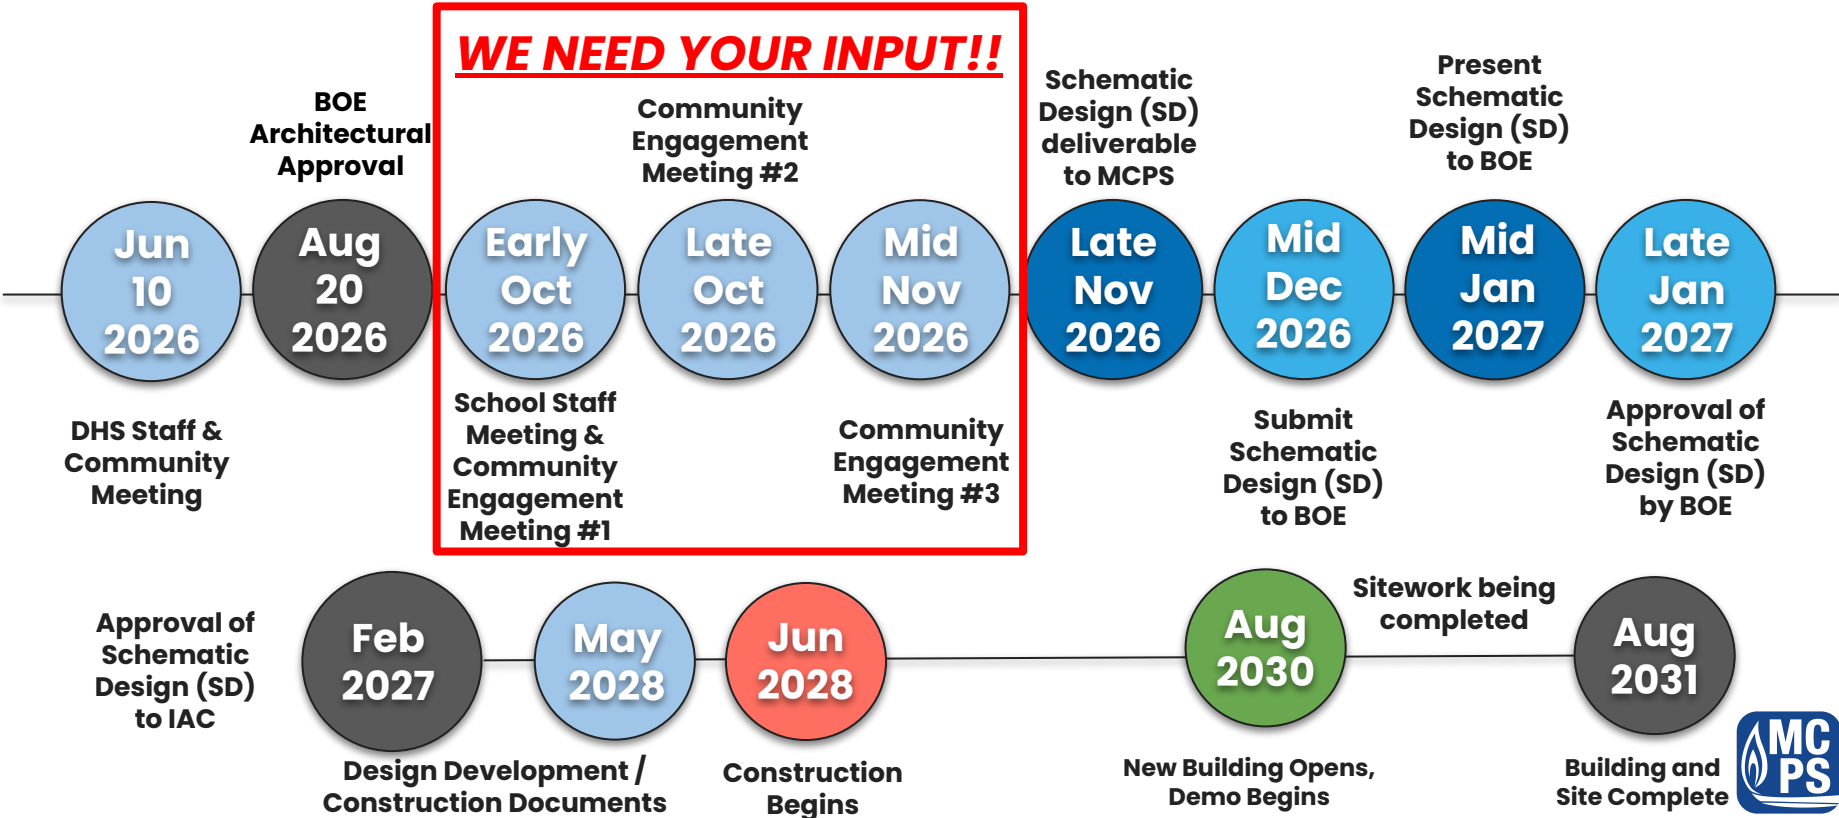 WE NEED YOUR INPUT!!
BOE
Architectural
Approval
Community
Engagement
Meeting #2
Schematic
Design (SD)
deliverable
to MCPS
Present
Schematic
Design (SD)
to BOE
Jun
10
2026
Aug
20
2026
Early
Oct
2026
Late
Oct
2026
Mid
Nov
2026
Late
Nov
2026
Mid
Dec
2026
Mid
Jan
2027
Late
Jan
2027
DHS Staff &
Community
Meeting
School Staff
Meeting &
Community
Engagement
Meeting #1
Community
Engagement
Meeting #3
Submit
Schematic
Design (SD)
to BOE
Approval of
Schematic
Design (SD)
by BOE
Approval of
Schematic
Design (SD)
to IAC
Feb
2027
May
2028
Jun
2028
Aug
2030
Sitework being
completed
Aug
2031
Design Development /
Construction Documents
Construction
Begins
New Building Opens,
Demo Begins
Building and
Site Complete
MC
PS